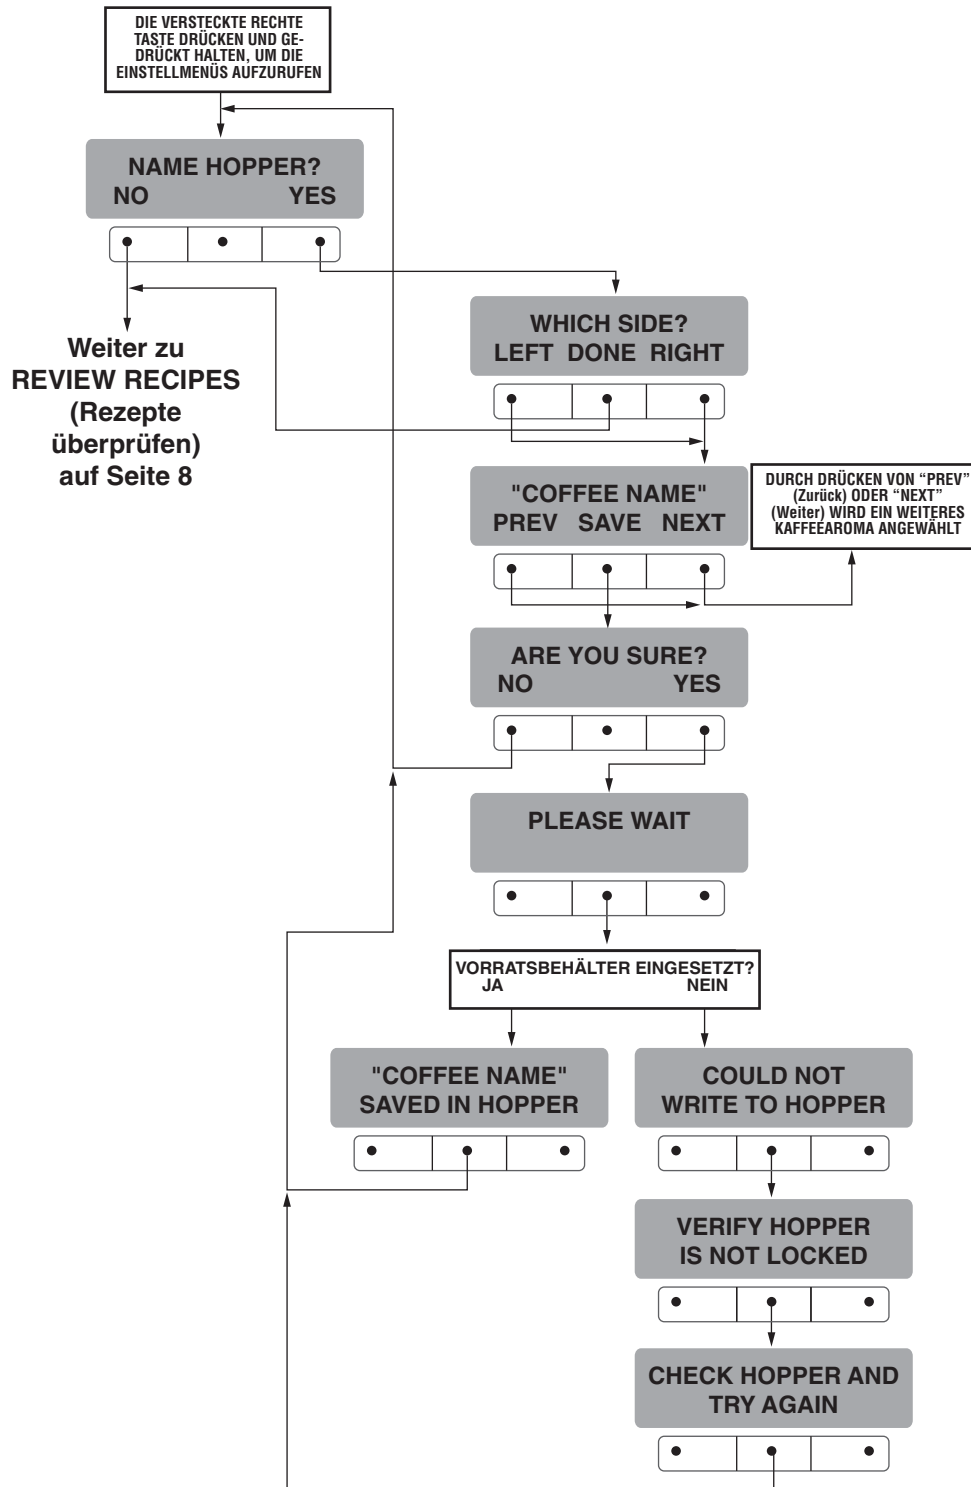 DIE VERSTECKTE RECHTE
TASTE DRÜCKEN UND GE-
DRÜCKT HALTEN, UM DIE
EINSTELLMENÜS AUFZURUFEN
NAME HOPPER?
NO YES
Weiter zu
REVIEW RECIPES
(Rezepte
überprüfen)
auf Seite 8
WHICH SIDE?
LEFT DONE RIGHT
"COFFEE NAME"
PREV SAVE NEXT
DURCH DRÜCKEN VON “PREV”
(Zurück) ODER “NEXT”
(Weiter) WIRD EIN WEITERES
KAFFEEAROMA ANGEWÄHLT
ARE YOU SURE?
NO YES
PLEASE WAIT
VORRATSBEHÄLTER EINGESETZT?
JA NEIN
"COFFEE NAME"
SAVED IN HOPPER
COULD NOT
WRITE TO HOPPER
VERIFY HOPPER
IS NOT LOCKED
CHECK HOPPER AND
TRY AGAIN